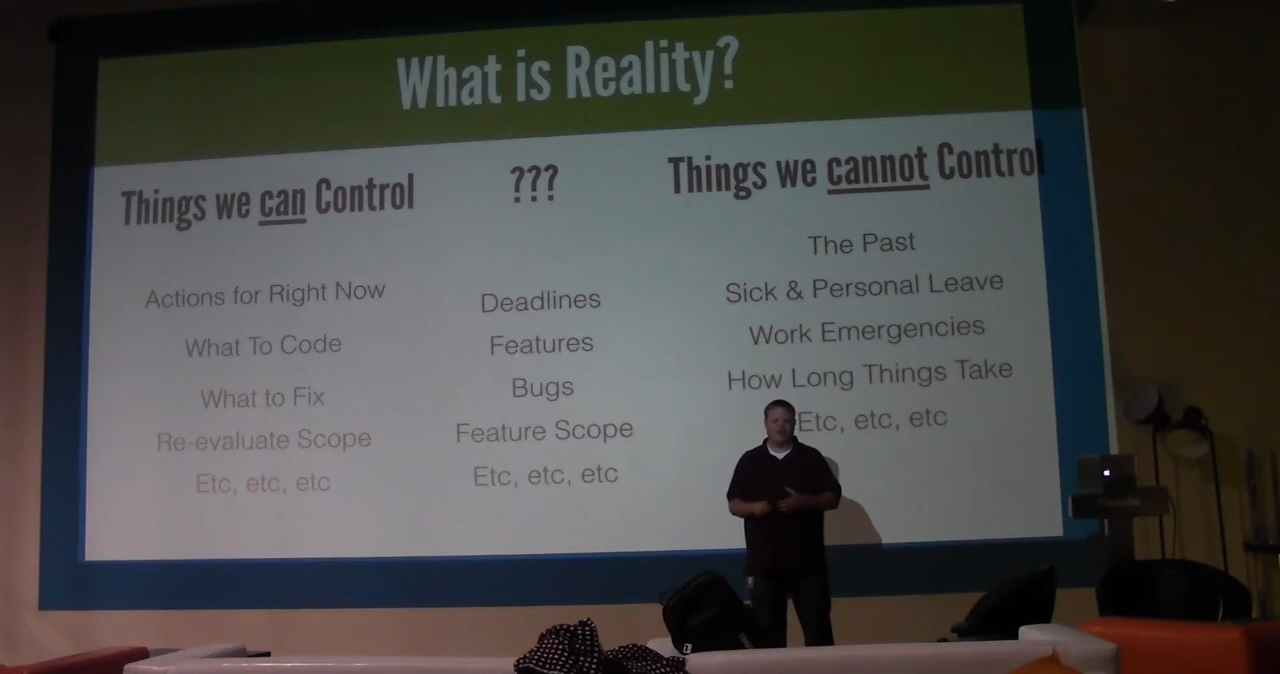 What is Reality?
Things we can Control
Actions for Right Now
What To Code
What to Fix
Re-evaluate Scope
Etc, etc, etc
???
Deadlines
Features
Bugs
Feature Scope
Etc, etc, etc
Things we cannot Control
The Past
Sick & Personal Leave
Work Emergencies
How Long Things Take
Etc, etc, etc